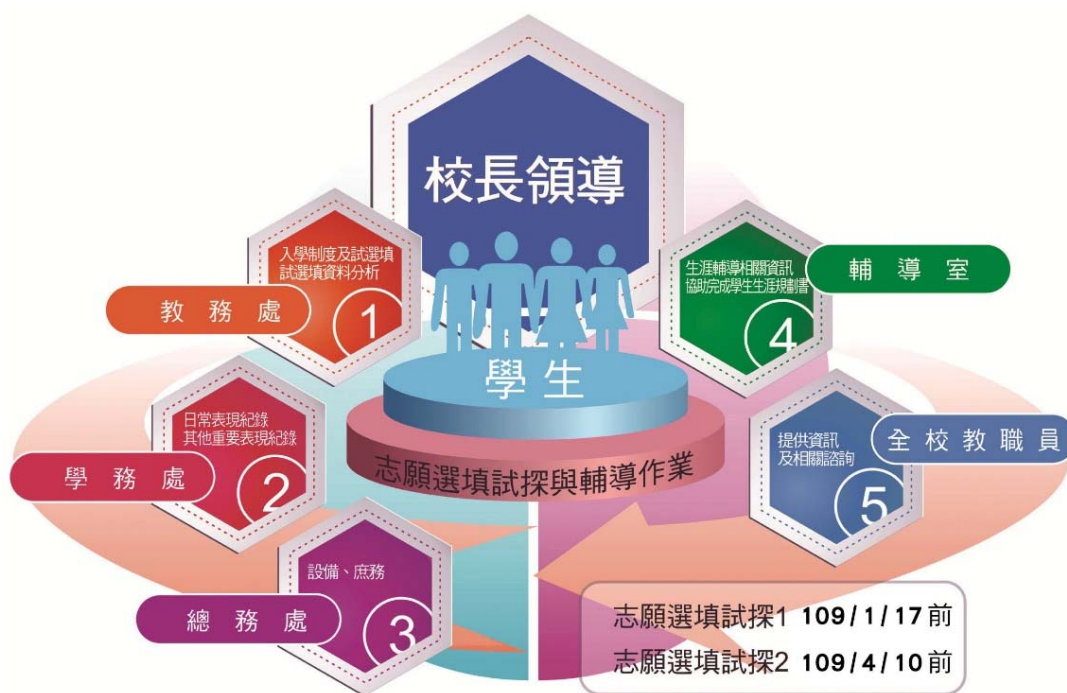 校長領導
入學制度及試選填
試選填資料分析
1
教務處
日常表現紀錄
其他重要表現紀錄
2
學務處
設備、庶務
3
總務處
生涯輔導相關資訊
協助完成學生生涯規劃書
4
輔導室
提供資訊
及相關諮詢
5
全校教職員
學生
志願選填試探與輔導作業
志願選填試探1 109/1/17前
志願選填試探2 109/4/10前